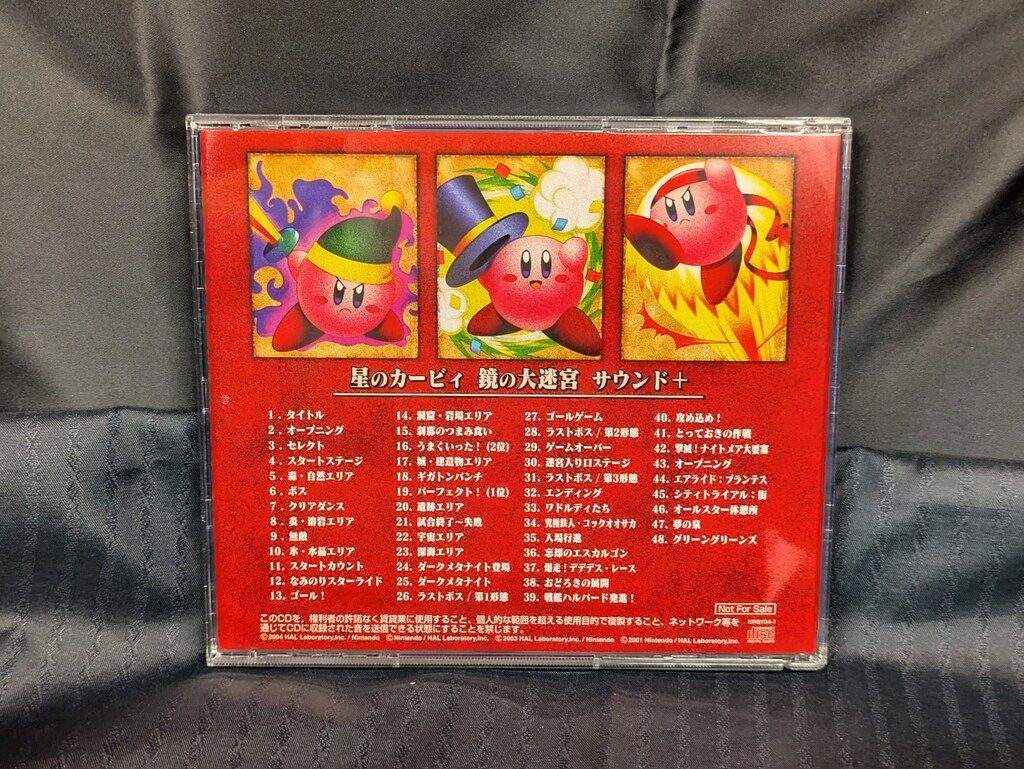 星のカービィ 鏡の大迷宮 サウンド＋
1．タイトル
2．オープニング
3．セレクト
4．スタートステージ
5．森・自然エリア
6．ボス
7．クリアダンス
8．炎・溶岩エリア
9．無敵
10．氷・水晶エリア
11．スタートカウント
12．なみのりスターライド
13．ゴール！
14．洞窟・岩場エリア
15．刹那のつまみ食い
16．うまくいった！(2位)
17．城・建造物エリア
18．ギガトンパンチ
19．パーフェクト！(1位)
20．遺跡エリア
21．試合終了～失敗
22．宇宙エリア
23．深海エリア
24．ダークメタナイト登場
25．ダークメタナイト
26．ラストボス / 第1形態
27．ゴールゲーム
28．ラストボス / 第2形態
29．ゲームオーバー
30．迷宮入り口ステージ
31．ラストボス / 第3形態
32．エンディング
33．ワドルディたち
34．究極鉄人・コックオオサカ
35．入場行進
36．忘却のエスカルゴン
37．爆走！デデデス・レース
38．おどろきの展開
39．戦艦ハルバード発進！
40．攻め込め！
41．とっておきの作戦
42．撃滅！ナイトメア大要塞
43．オープニング
44．エアライド：プランテス
45．シティトライアル：街
46．オールスター休憩所
47．夢の泉
48．グリーングリーンズ
Not For Sale
このCDを、権利者の許諾なく賃貸業に使用すること、個人的な範囲を超える使用目的で複製すること、ネットワーク等を
通じてCDに収録された音を送信できる状態にすることを禁じます。
KIRBY04-1
©2004 HAL Laboratory,Inc. / Nintendo ©Nintendo / HAL Laboratory,Inc. ©2003 HAL Laboratory,Inc. / Nintendo ©2001 Nintendo / HAL Laboratory,Inc.